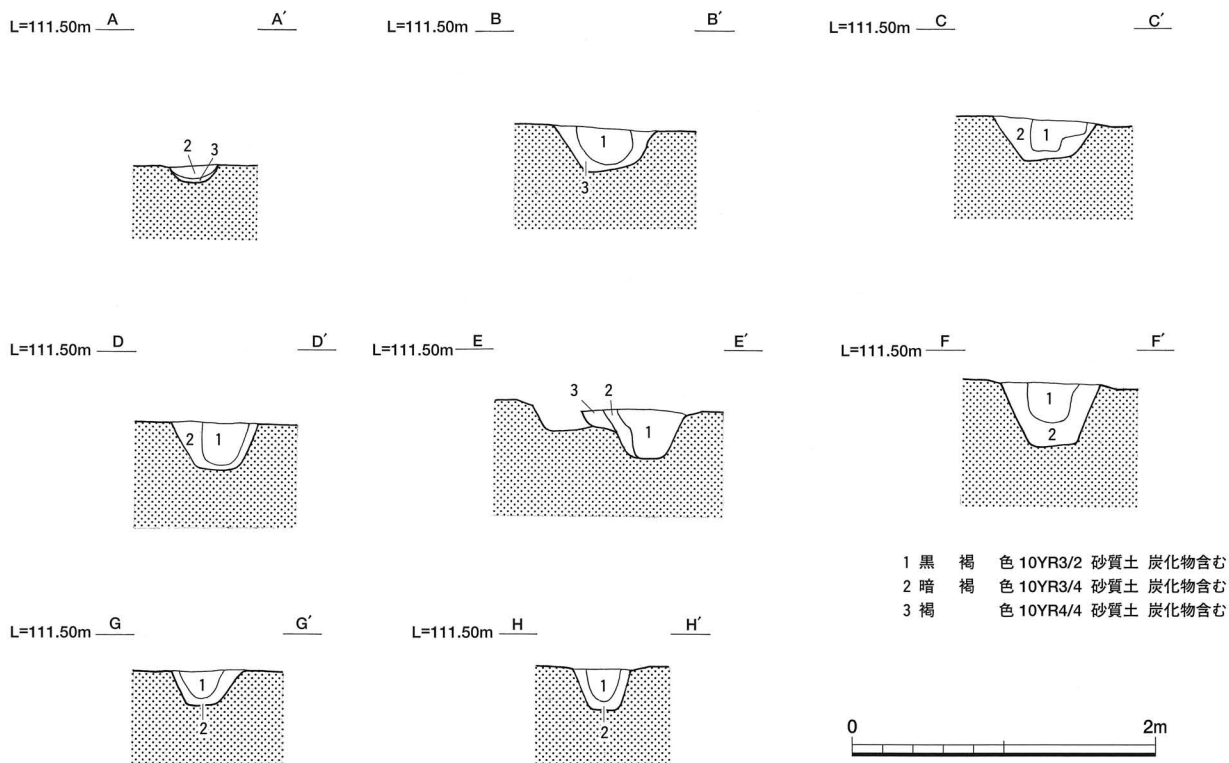 L=111.50m A A′
L=111.50m B B′
L=111.50m C C′
2 3
1
3
2 1
L=111.50m D D′
L=111.50m E E′
L=111.50m F F′
2 1
3 2
1
1
2
1 黒 褐 色 10YR3/2 砂質土 炭化物含む
2 暗 褐 色 10YR3/4 砂質土 炭化物含む
3 褐 色 10YR4/4 砂質土 炭化物含む
L=111.50m G G′
L=111.50m H H′
1
2
1
2
0 2m